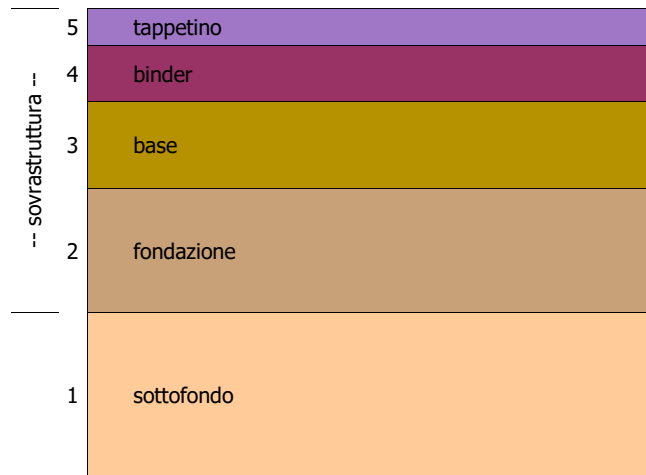 5 tappetino
4 binder
3 base
2 fondazione
1 sottofondo
-- sovrastruttura --